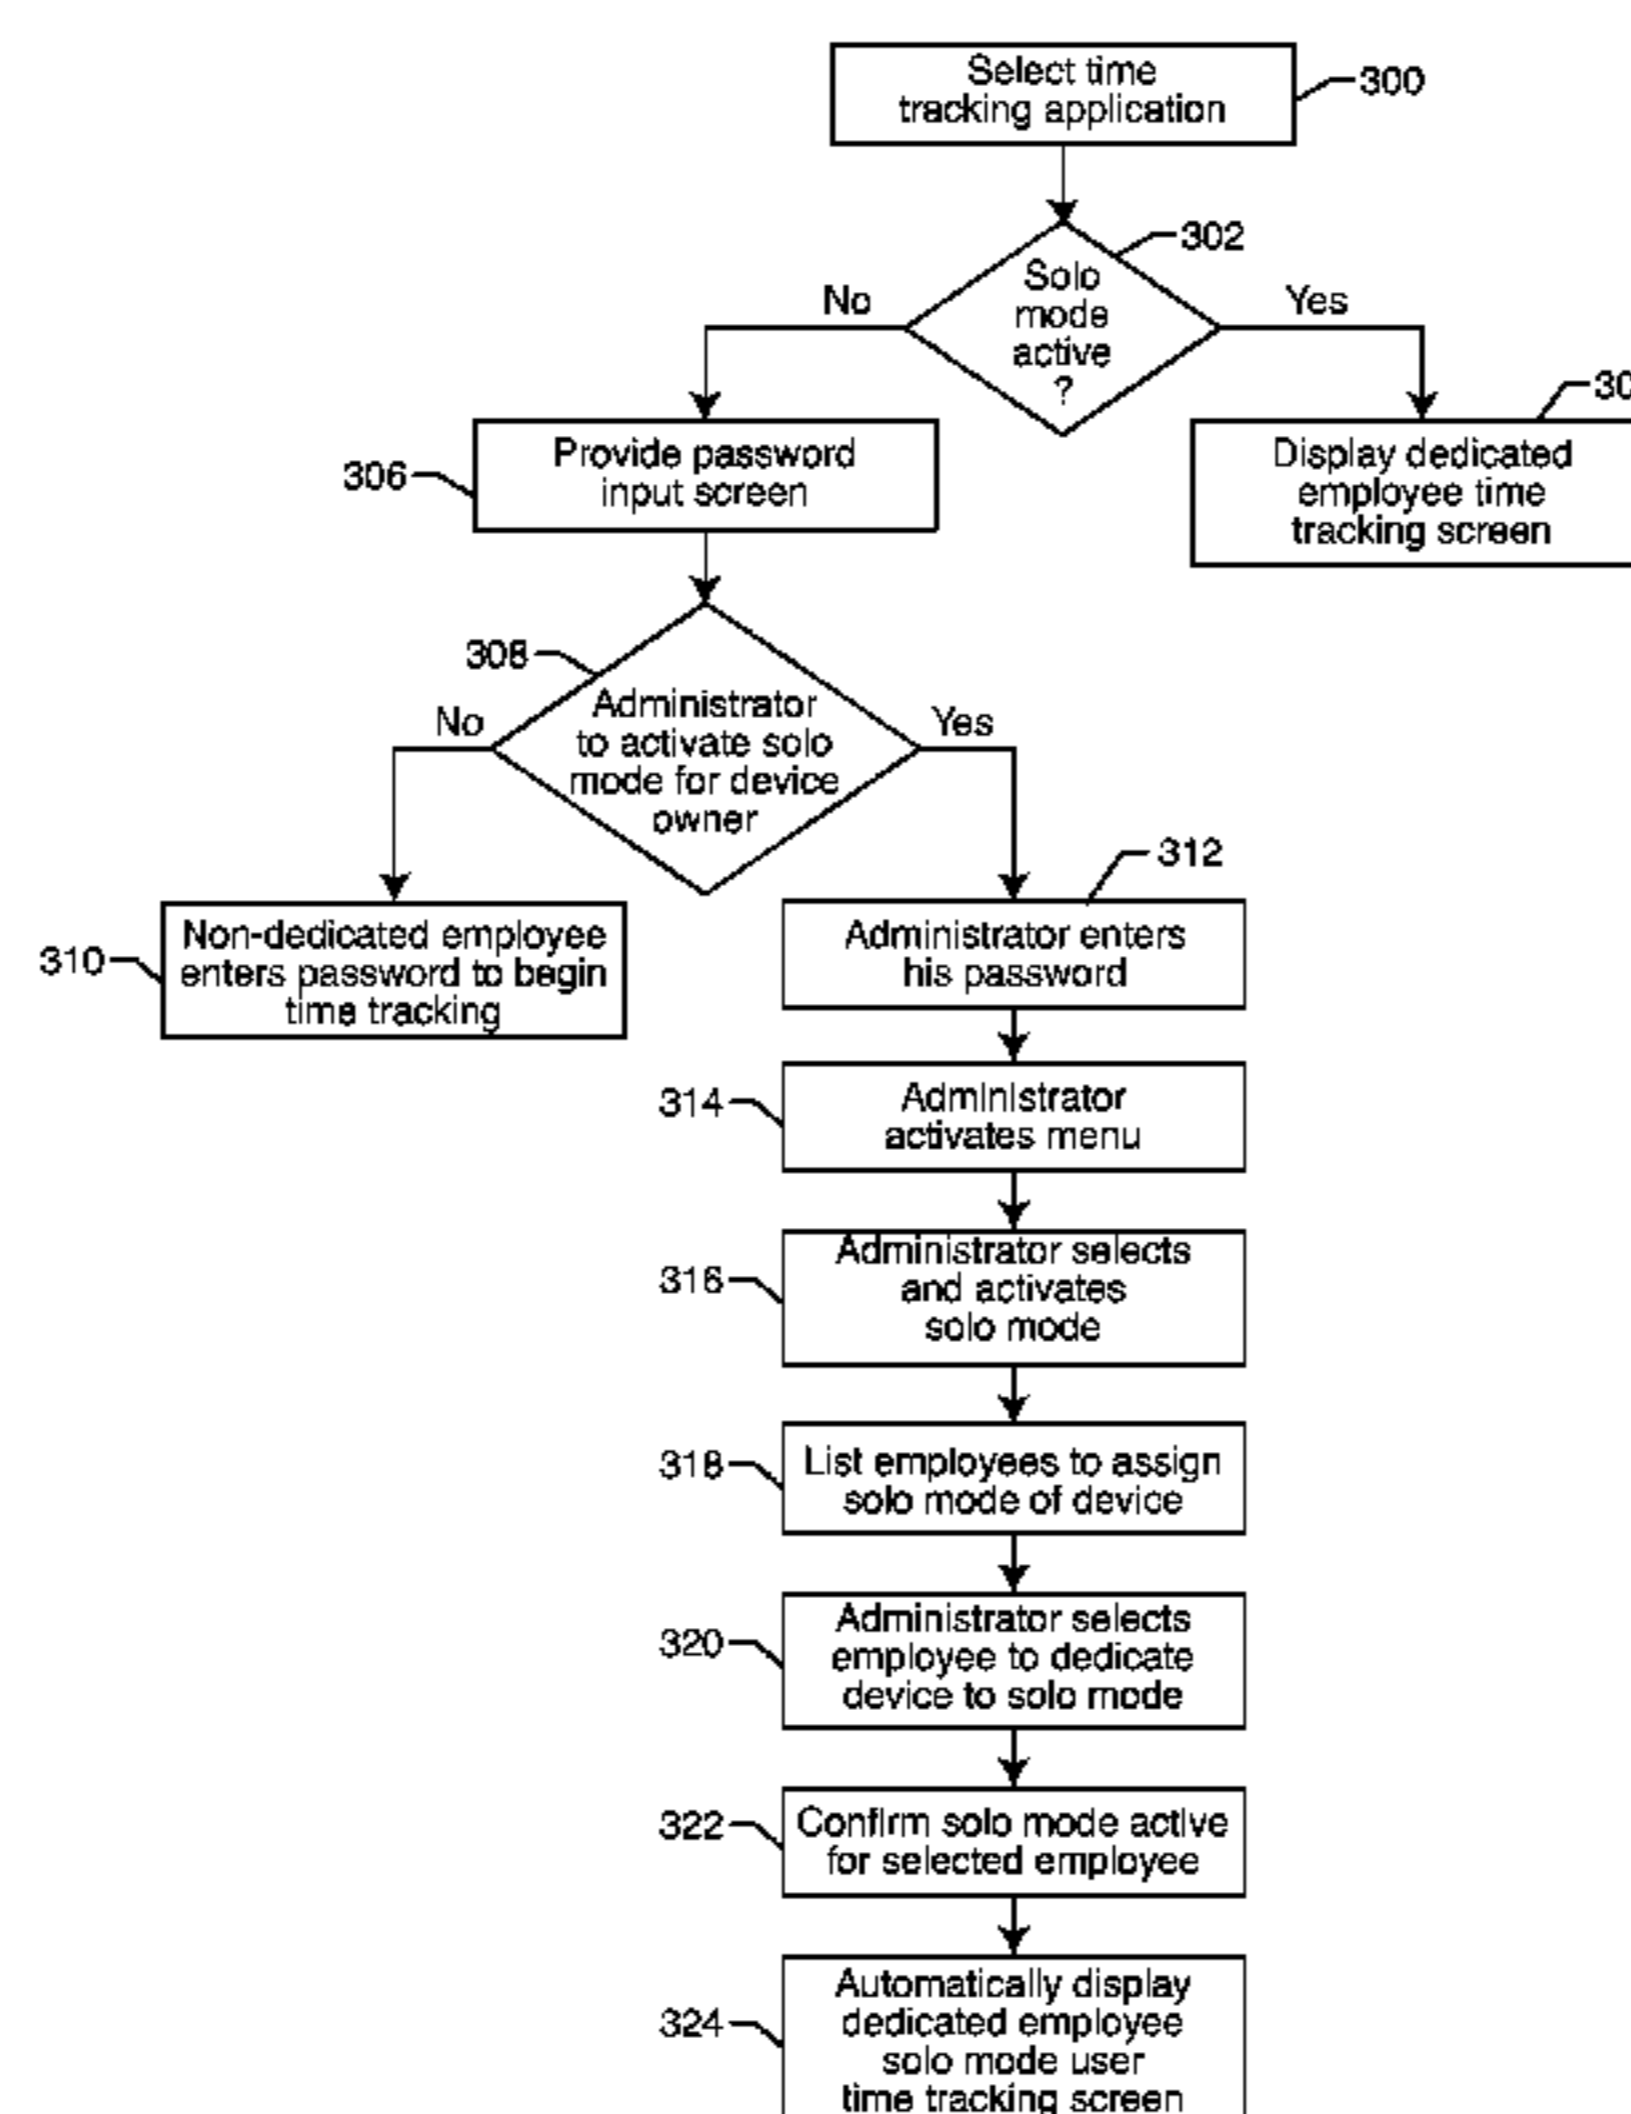 Select time
tracking application
300
302
Solo
mode
active
?
No
Yes
30
306
Provide password
input screen
Display dedicated
employee time
tracking screen
308
Administrator
to activate solo
mode for device
owner
No
Yes
310
Non-dedicated employee
enters password to begin
time tracking
312
Administrator enters
his password
314
Administrator
activates menu
316
Administrator selects
and activates
solo mode
318
List employees to assign
solo mode of device
320
Administrator selects
employee to dedicate
device to solo mode
322
Confirm solo mode active
for selected employee
324
Automatically display
dedicated employee
solo mode user
time tracking screen